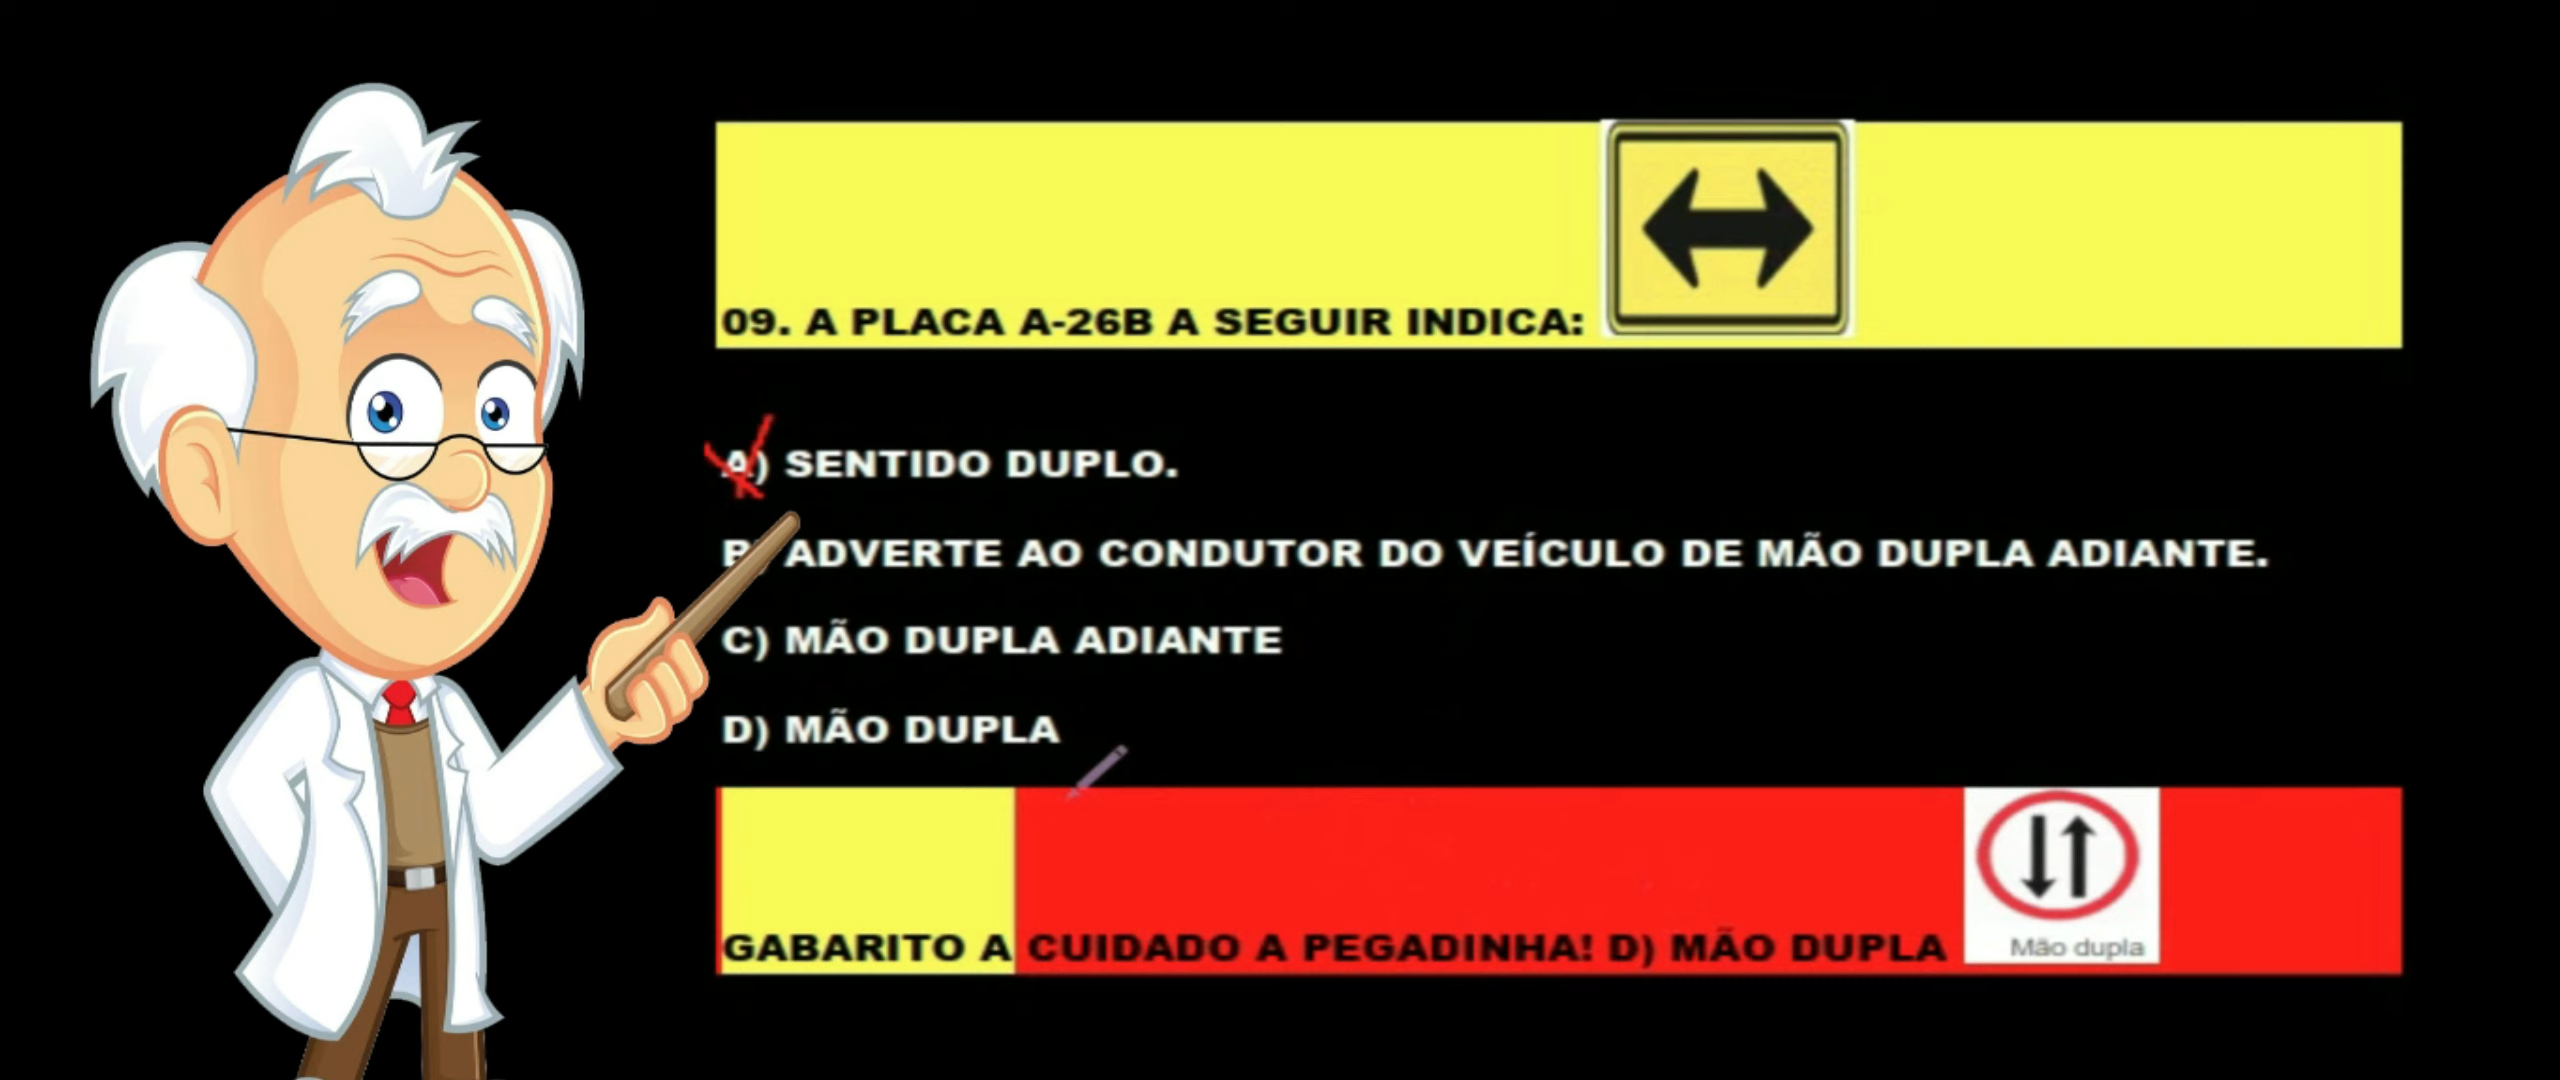 09. A PLACA A-26B A SEGUIR INDICA:
A) SENTIDO DUPLO.
B) ADVERTE AO CONDUTOR DO VEÍCULO DE MÃO DUPLA ADIANTE.
C) MÃO DUPLA ADIANTE
D) MÃO DUPLA
GABARITO A CUIDADO A PEGADINHA! D) MÃO DUPLA
Mão dupla